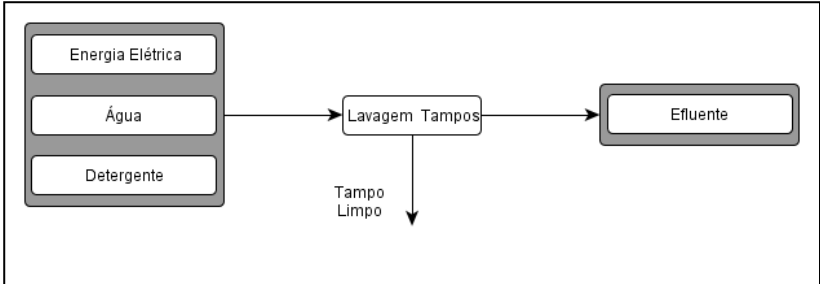 Energia Elétrica
Água
Detergente
Lavagem Tampos
Efluente
Tampo
Limpo